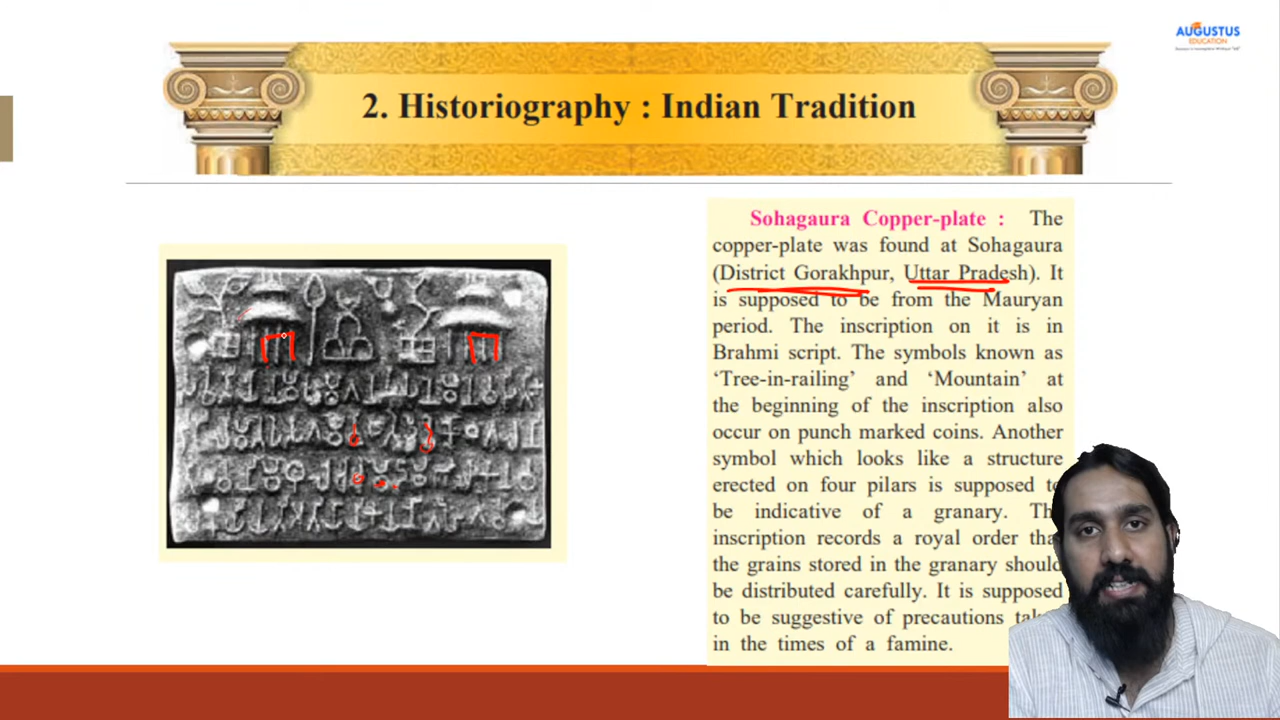 AUGUSTUS
EDUCATION
2. Historiography : Indian Tradition
Sohagaura Copper-plate : The
copper-plate was found at Sohagaura
(District Gorakhpur, Uttar Pradesh). It
is supposed to be from the Mauryan
period. The inscription on it is in
Brahmi script. The symbols known as
‘Tree-in-railing’ and ‘Mountain’ at
the beginning of the inscription also
occur on punch marked coins. Another
symbol which looks like a structure
erected on four pilars is supposed to
be indicative of a granary. Th
inscription records a royal order tha
the grains stored in the granary should
be distributed carefully. It is supposed
to be suggestive of precautions tak
in the times of a famine.